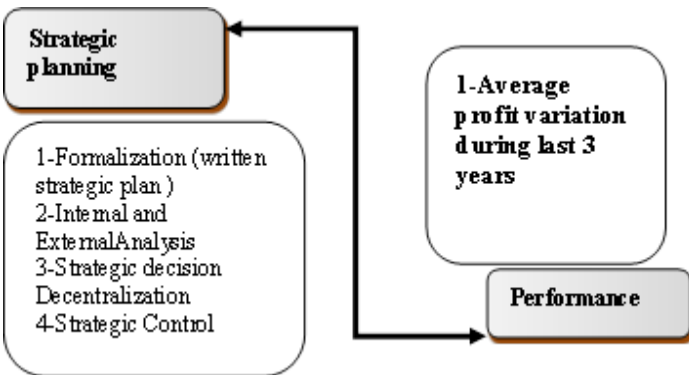 Strategic
planning
1-Formalization (written
strategic plan )
2-Internal and
ExternalAnalysis
3-Strategic decision
Decentralization
4-Strategic Control
1-Average
profit variation
during last 3
years
Performance